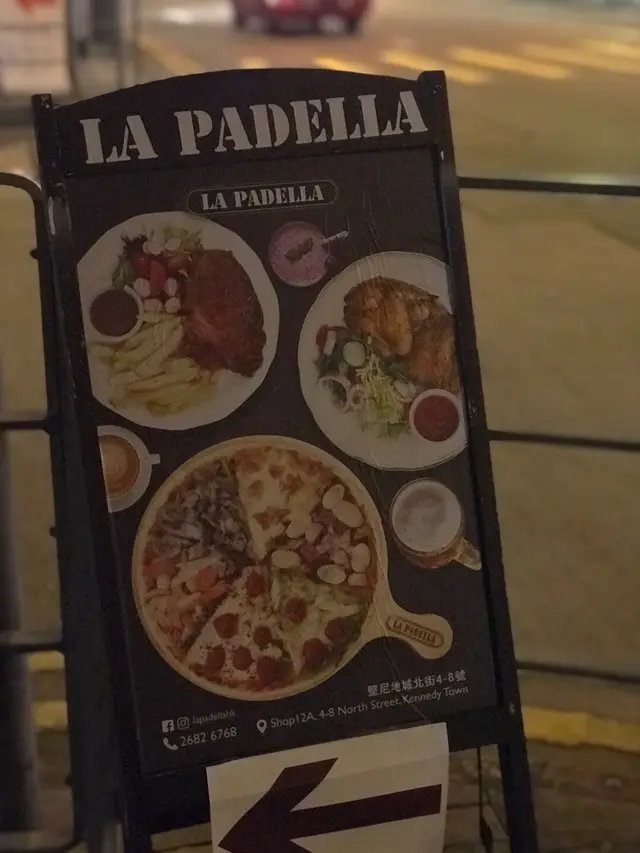 LA PADELLA
LA PADELLA
LA PADELLA
堅尼地城北街4-8號
lapadellahk
Shop12A, 4-8 North Street, Kennedy Town
2682 6768